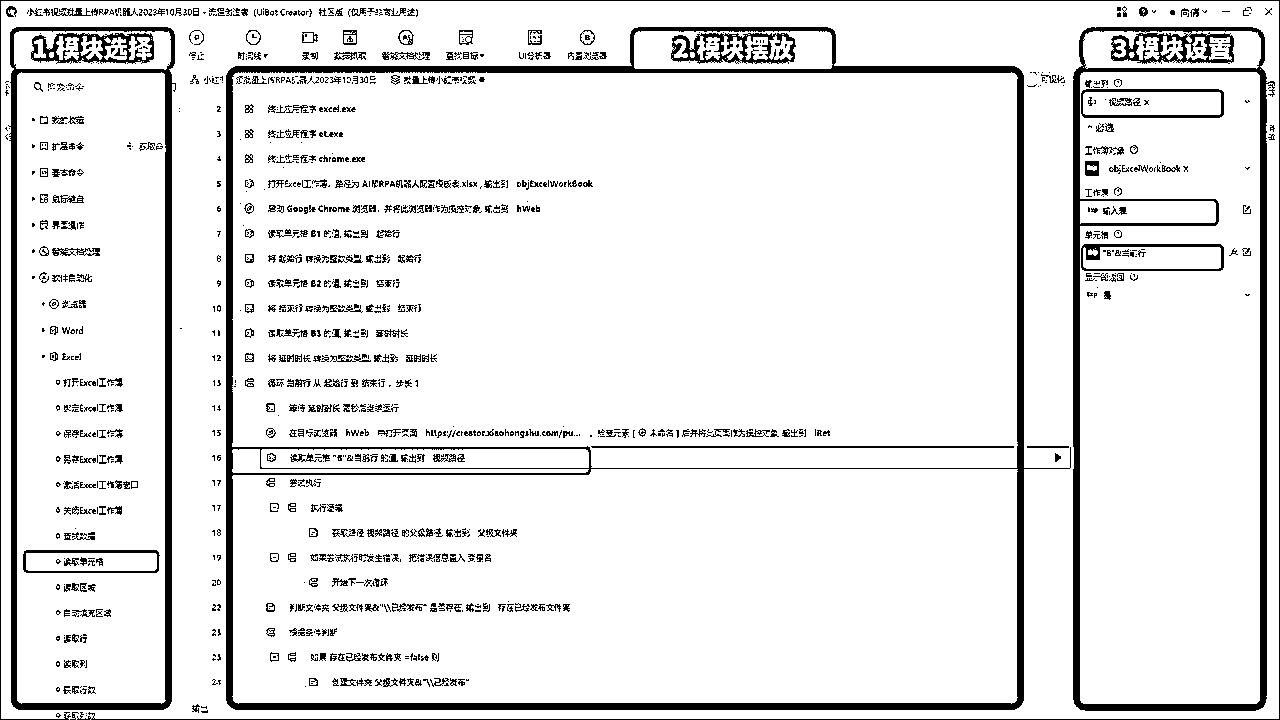 小红书视频批量上传RPA机器人2023年10月30日 - 流程创造者 (UiBot Creator) 社区版 (仅用于非商业用途)
1.模块选择
停止
时间线
录制
数据抓取
智能文档处理
查找目标
UI分析器
内置浏览器
2.模块摆放
3.模块设置
我的收藏
扩展命令
基本命令
鼠标键盘
界面操作
智能文档处理
软件自动化
浏览器
Word
Excel
打开Excel工作簿
绑定Excel工作簿
保存Excel工作簿
另存Excel工作簿
激活Excel工作簿窗口
关闭Excel工作簿
查找数据
读取单元格
读取区域
自动填充区域
读取行
读取列
获取行数
获取列数
频批量上传RPA机器人2023年10月30日
批量上传小红书视频
可视化
2 终止应用程序 excel.exe
3 终止应用程序 et.exe
4 终止应用程序 chrome.exe
5 打开Excel工作簿，路径为 AI帮RPA机器人配置模板表.xlsx , 输出到 objExcelWorkBook
6 启动 Google Chrome 浏览器，并将此浏览器作为操控对象, 输出到 hWeb
7 读取单元格 B1 的值, 输出到 起始行
8 将 起始行 转换为整数类型, 输出到 起始行
9 读取单元格 B2 的值, 输出到 结束行
10 将 结束行 转换为整数类型, 输出到 结束行
11 读取单元格 B3 的值, 输出到 延时时长
12 将 延时时长 转换为整数类型, 输出到 延时时长
13 循环 当前行 从 起始行 到 结束行 ，步长 1
14 等待 延时时长 毫秒后继续运行
15 在目标浏览器 hWeb 中打开页面 https://creator.xiaohongshu.com/pu... ，检查元素 [ 未命名 ] 后并将此页面作为操控对象, 输出到 iRet
16 读取单元格 "B"&当前行 的值, 输出到 视频路径
17 尝试执行
17 执行逻辑
18 获取路径 视频路径 的父级路径, 输出到 父级文件夹
19 如果尝试执行时发生错误， 把错误信息置入 变量名
20 开始下一次循环
22 判断文件夹 父级文件夹&"\\已经发布" 是否存在, 输出到 存在已经发布文件夹
23 根据条件判断
23 如果 存在已经发布文件夹 =false 则
24 创建文件夹 父级文件夹&"\\已经发布"
输出
输出到
视频路径 X
必选
工作簿对象
objExcelWorkBook X
工作表
Exp 输入表
单元格
"B"&当前行
显示即返回
Exp 是